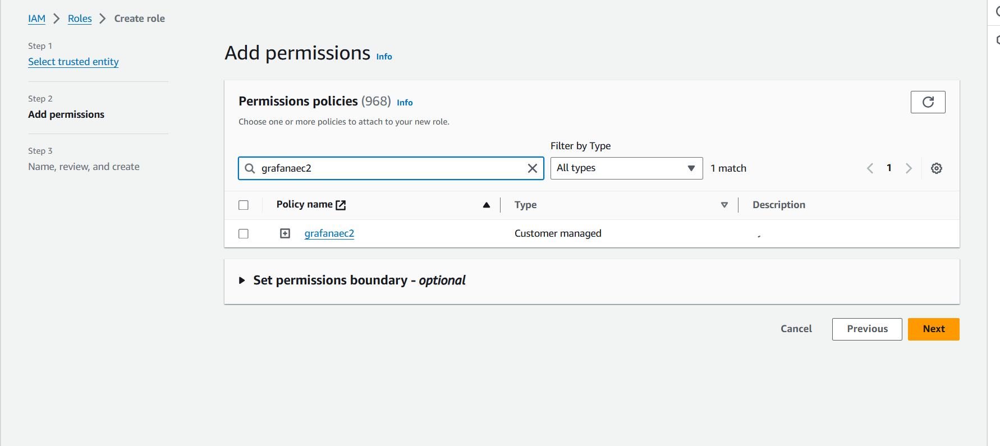 IAM > Roles > Create role
Step 1
Select trusted entity
Step 2
Add permissions
Step 3
Name, review, and create
Add permissions Info
Permissions policies (968) Info
Choose one or more policies to attach to your new role.
Filter by Type
grafanaec2
All types
1 match
1
Policy name
Type
Description
grafanaec2
Customer managed
-
Set permissions boundary - optional
Cancel
Previous
Next